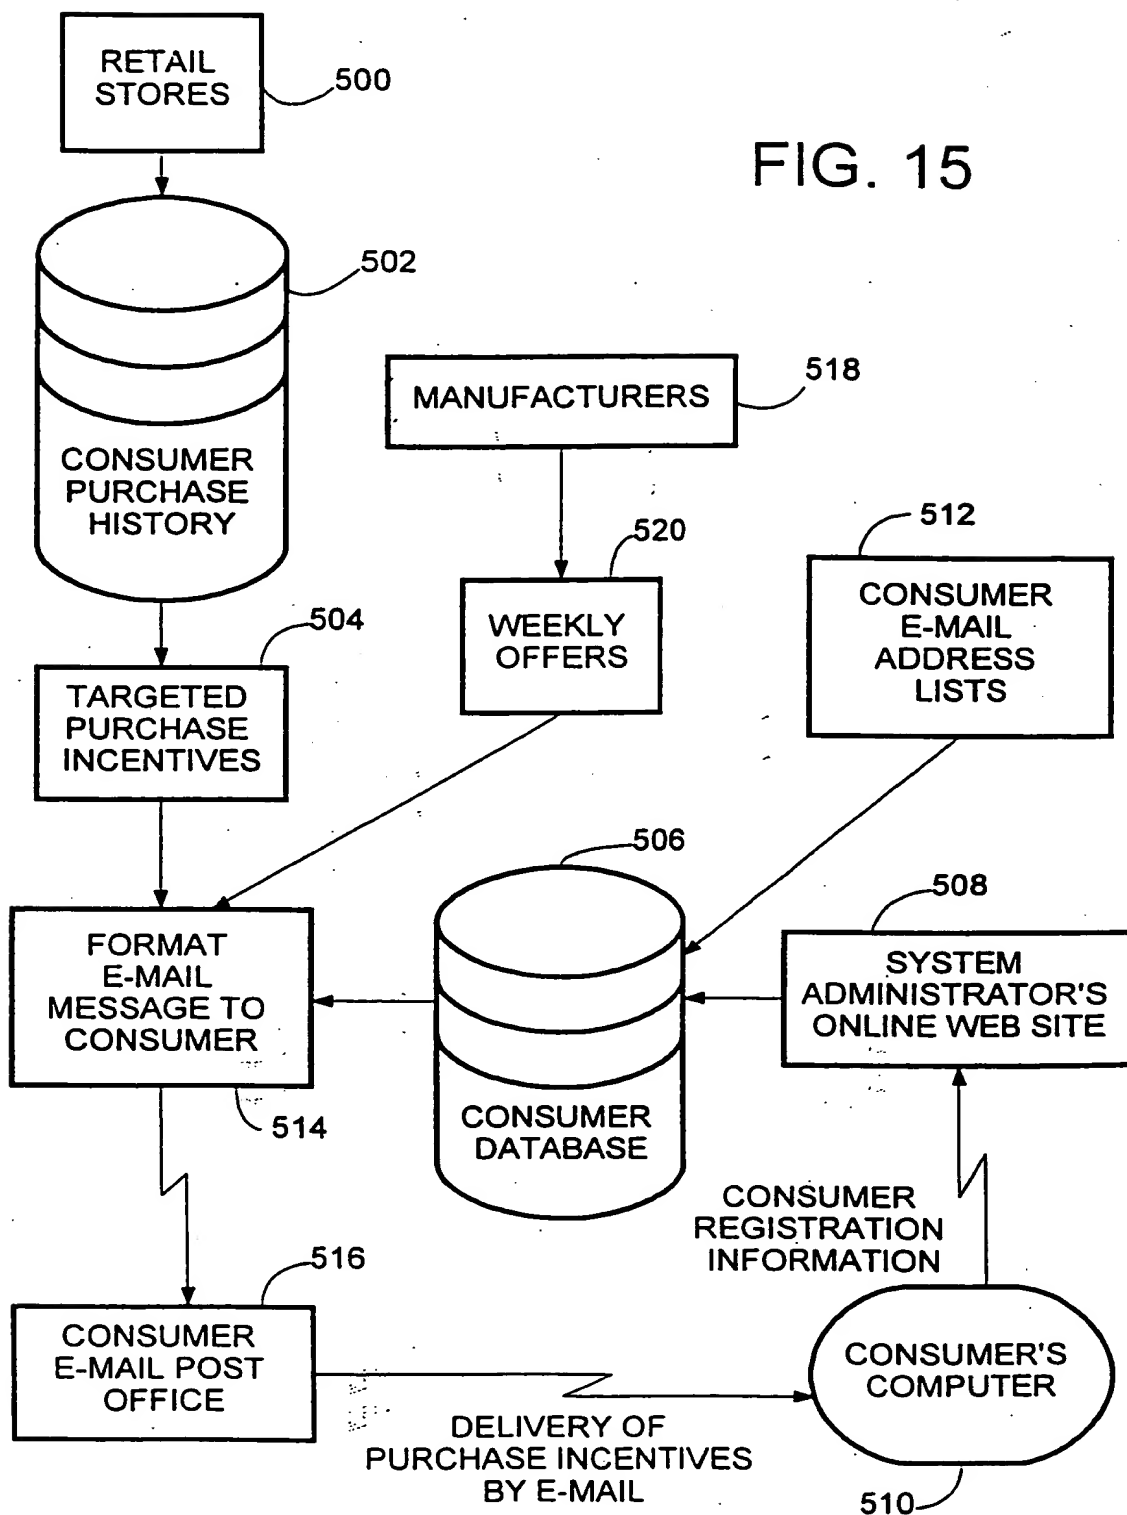 RETAIL
STORES
500
FIG. 15
502
CONSUMER
PURCHASE
HISTORY
MANUFACTURERS
518
520
512
WEEKLY
OFFERS
CONSUMER
E-MAIL
ADDRESS
LISTS
504
TARGETED
PURCHASE
INCENTIVES
506
508
FORMAT
E-MAIL
MESSAGE TO
CONSUMER
514
CONSUMER
DATABASE
SYSTEM
ADMINISTRATOR'S
ONLINE WEB SITE
CONSUMER
REGISTRATION
INFORMATION
516
CONSUMER
E-MAIL POST
OFFICE
DELIVERY OF
PURCHASE INCENTIVES
BY E-MAIL
CONSUMER'S
COMPUTER
510